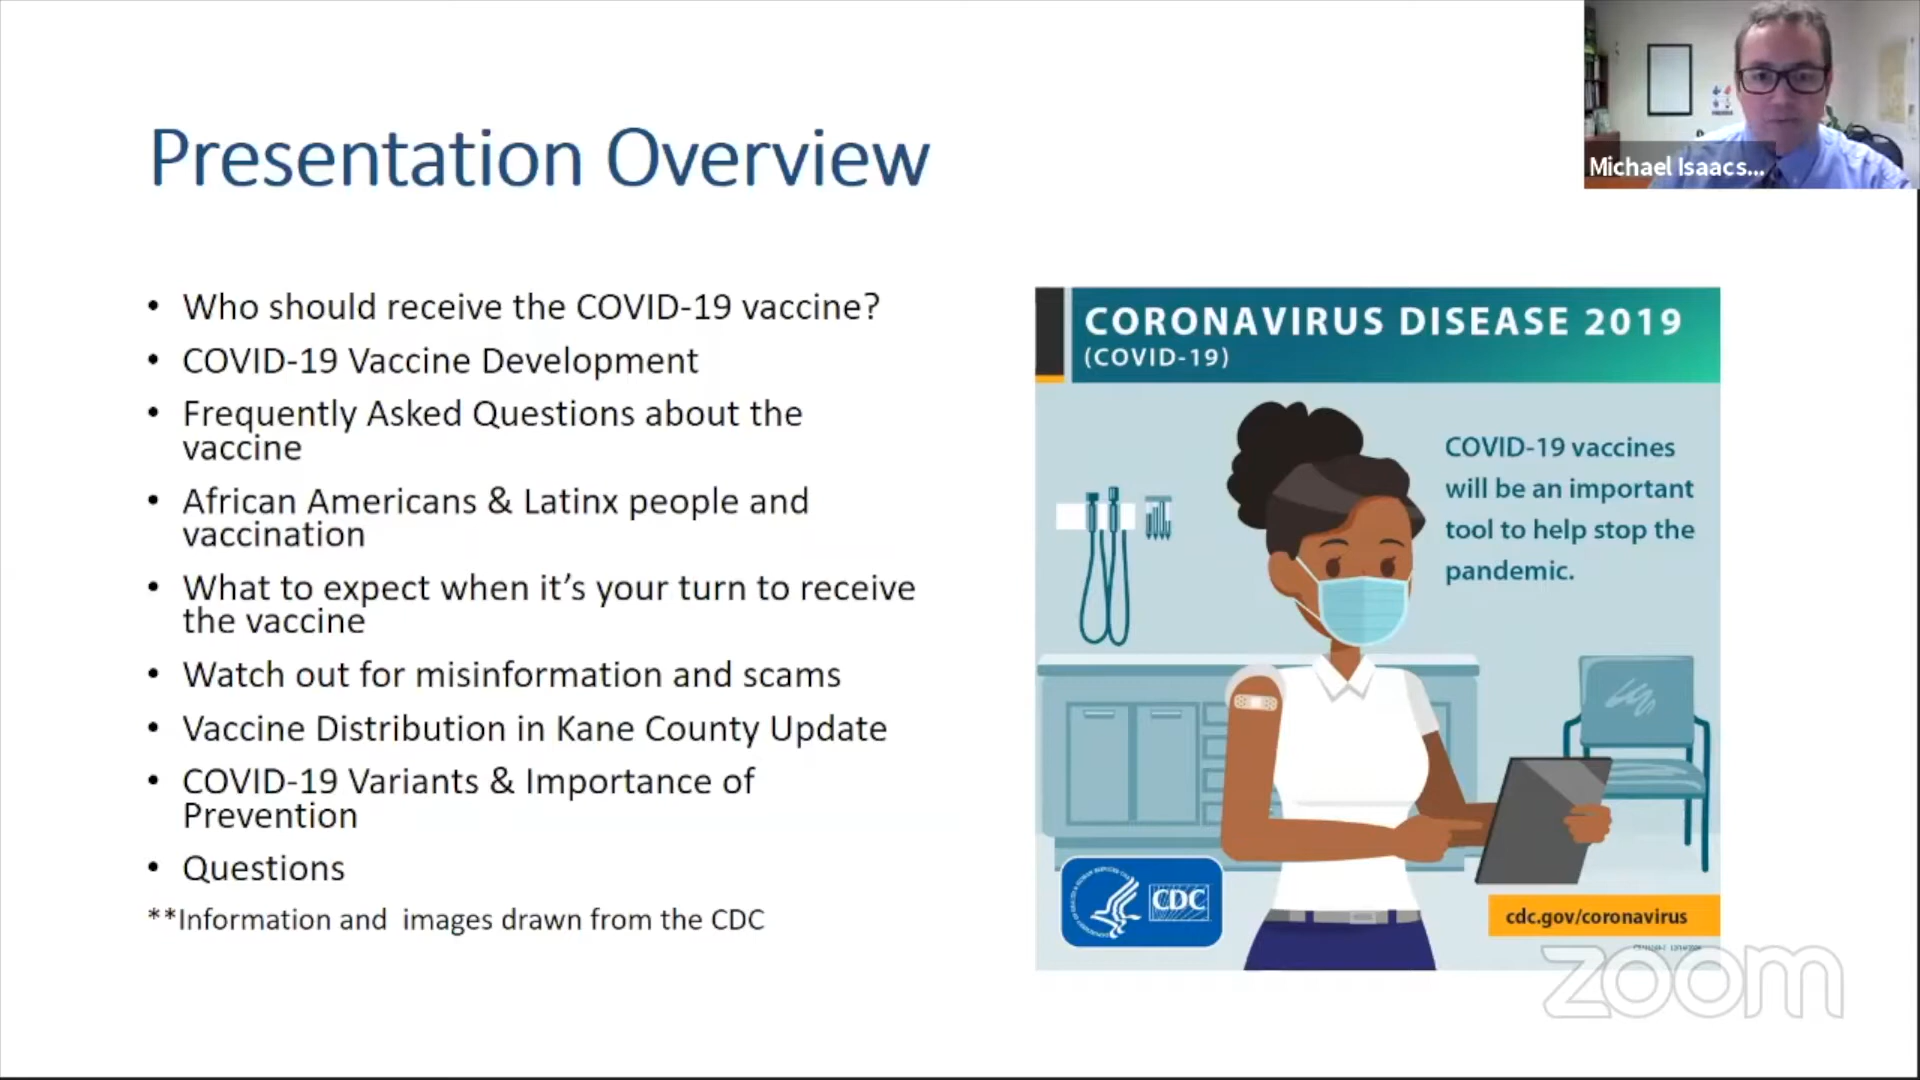 Presentation Overview
• Who should receive the COVID-19 vaccine?
• COVID-19 Vaccine Development
• Frequently Asked Questions about the
vaccine
• African Americans & Latinx people and
vaccination
• What to expect when it’s your turn to receive
the vaccine
• Watch out for misinformation and scams
• Vaccine Distribution in Kane County Update
• COVID-19 Variants & Importance of
Prevention
• Questions
**Information and images drawn from the CDC
CORONAVIRUS DISEASE 2019
(COVID-19)
COVID-19 vaccines
will be an important
tool to help stop the
pandemic.
CDC
cdc.gov/coronavirus
zoom
Michael Isaacs...